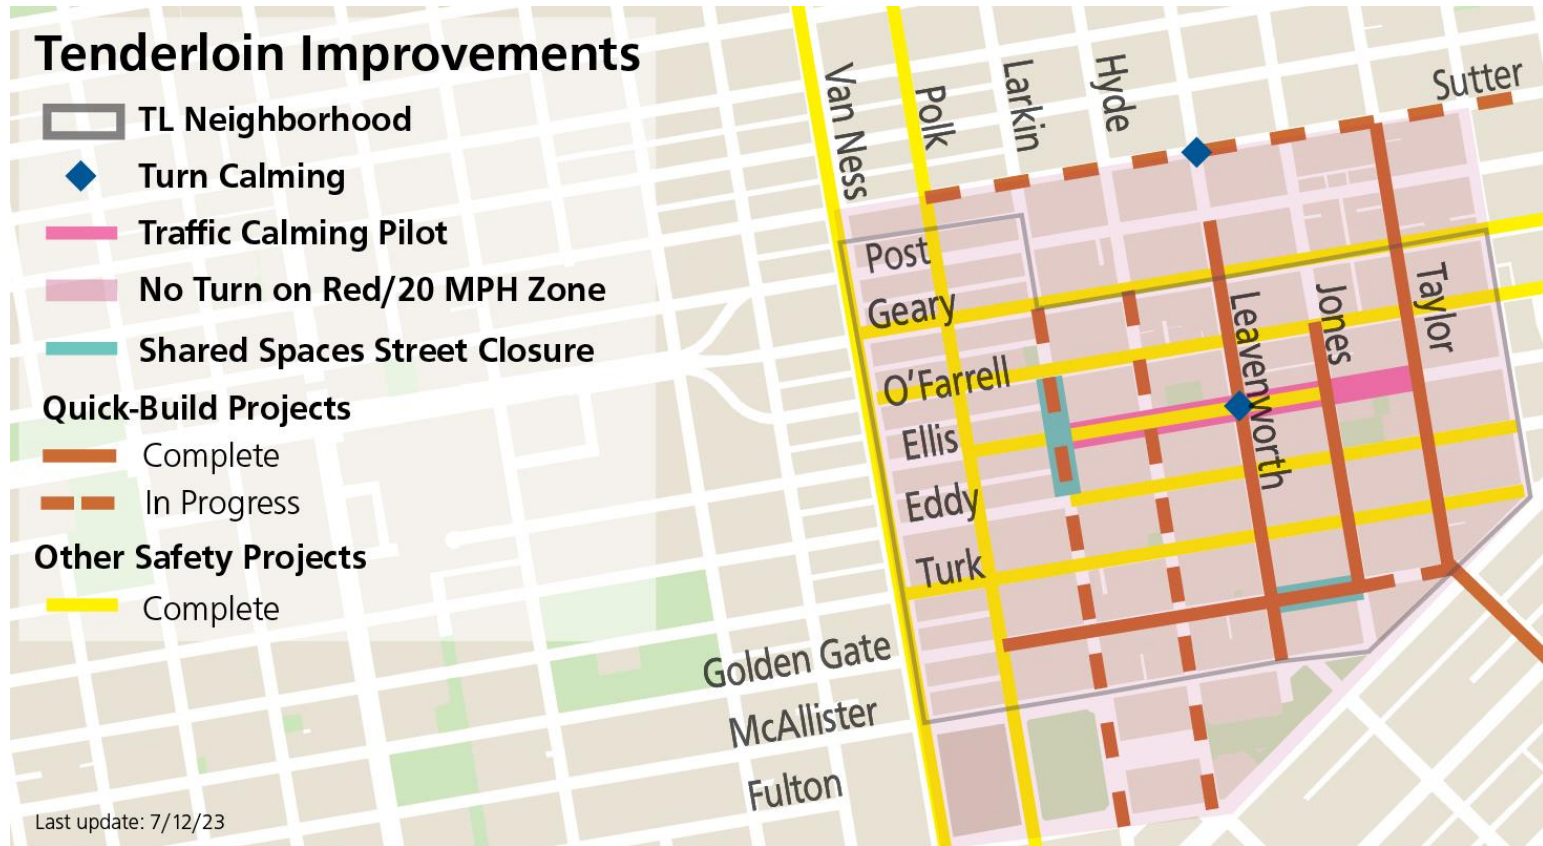 Tenderloin Improvements
TL Neighborhood
Turn Calming
Traffic Calming Pilot
No Turn on Red/20 MPH Zone
Shared Spaces Street Closure
Quick-Build Projects
Complete
In Progress
Other Safety Projects
Complete
Last update: 7/12/23
Van Ness
Polk
Larkin
Hyde
Sutter
Post
Geary
O'Farrell
Ellis
Eddy
Turk
Leavenworth
Jones
Taylor
Golden Gate
McAllister
Fulton